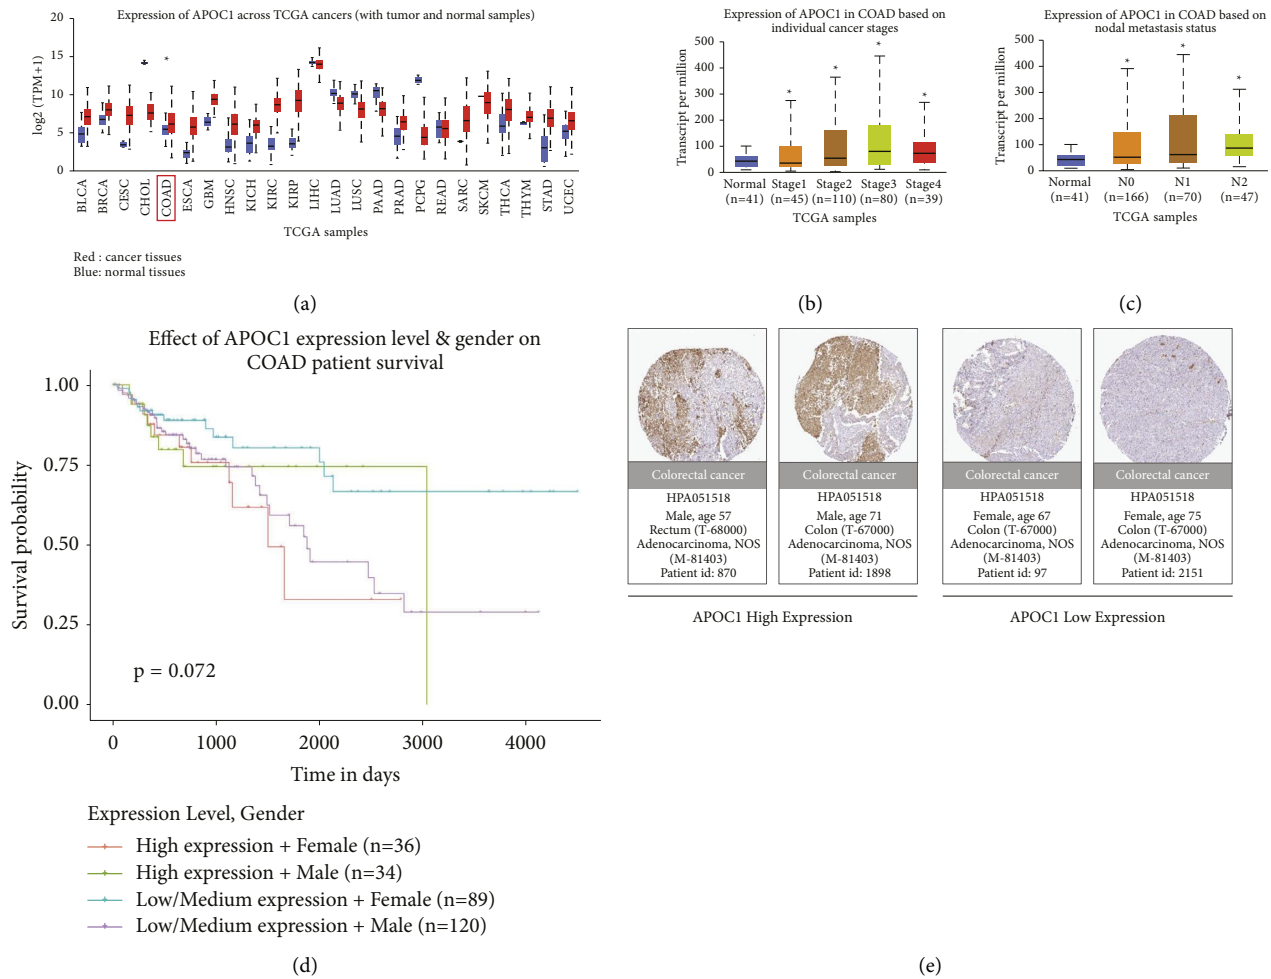 Expression of APOC1 across TCGA cancers (with tumor and normal samples)
20
15
10
5
0
log2 (TPM+1)
*
BLCA
BRCA
CESC
CHOL
COAD
ESCA
GBM
HNSC
KICH
KIRC
KIRP
LIHC
LUAD
LUSC
PAAD
PRAD
PCPG
READ
SARC
SKCM
THCA
THYM
STAD
UCEC
TCGA samples
Red : cancer tissues
Blue: normal tissues
(a)
Expression of APOC1 in COAD based on
individual cancer stages
500
400
300
200
100
0
Transcript per million
* * * *
Normal Stage1 Stage2 Stage3 Stage4
(n=41) (n=45) (n=110) (n=80) (n=39)
TCGA samples
(b)
Expression of APOC1 in COAD based on
nodal metastasis status
500
400
300
200
100
0
Transcript per million
* * *
Normal N0 N1 N2
(n=41) (n=166) (n=70) (n=47)
TCGA samples
(c)
Effect of APOC1 expression level & gender on
COAD patient survival
1.00
0.75
0.50
0.25
0.00
Survival probability
p = 0.072
0 1000 2000 3000 4000
Time in days
Expression Level, Gender
High expression + Female (n=36)
High expression + Male (n=34)
Low/Medium expression + Female (n=89)
Low/Medium expression + Male (n=120)
(d)
Colorectal cancer
HPA051518
Male, age 57
Rectum (T-68000)
Adenocarcinoma, NOS
(M-81403)
Patient id: 870
Colorectal cancer
HPA051518
Male, age 71
Colon (T-67000)
Adenocarcinoma, NOS
(M-81403)
Patient id: 1898
APOC1 High Expression
Colorectal cancer
HPA051518
Female, age 67
Colon (T-67000)
Adenocarcinoma, NOS
(M-81403)
Patient id: 97
Colorectal cancer
HPA051518
Female, age 75
Colon (T-67000)
Adenocarcinoma, NOS
(M-81403)
Patient id: 2151
APOC1 Low Expression
(e)